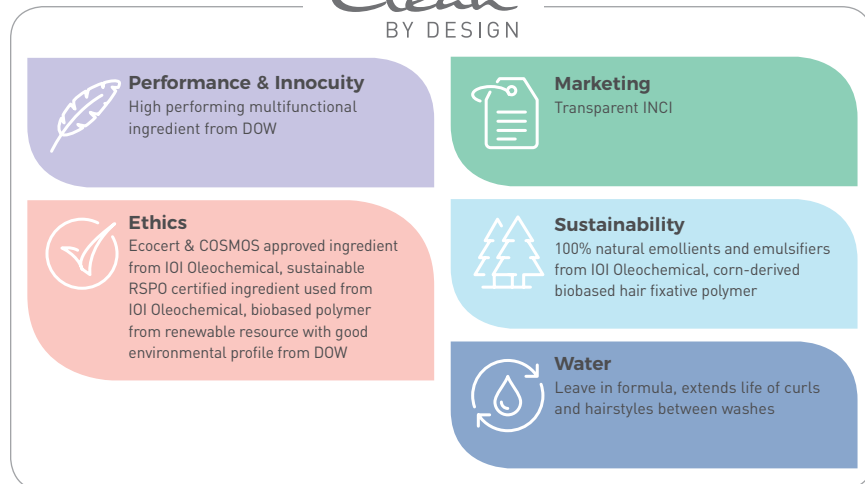 Clean
BY DESIGN
Performance & Innocuity
High performing multifunctional
ingredient from DOW
Ethics
Ecocert & COSMOS approved ingredient
from IOI Oleochemical, sustainable
RSPO certified ingredient used from
IOI Oleochemical, biobased polymer
from renewable resource with good
environmental profile from DOW
Marketing
Transparent INCI
Sustainability
100% natural emollients and emulsifiers
from IOI Oleochemical, corn-derived
biobased hair fixative polymer
Water
Leave in formula, extends life of curls
and hairstyles between washes